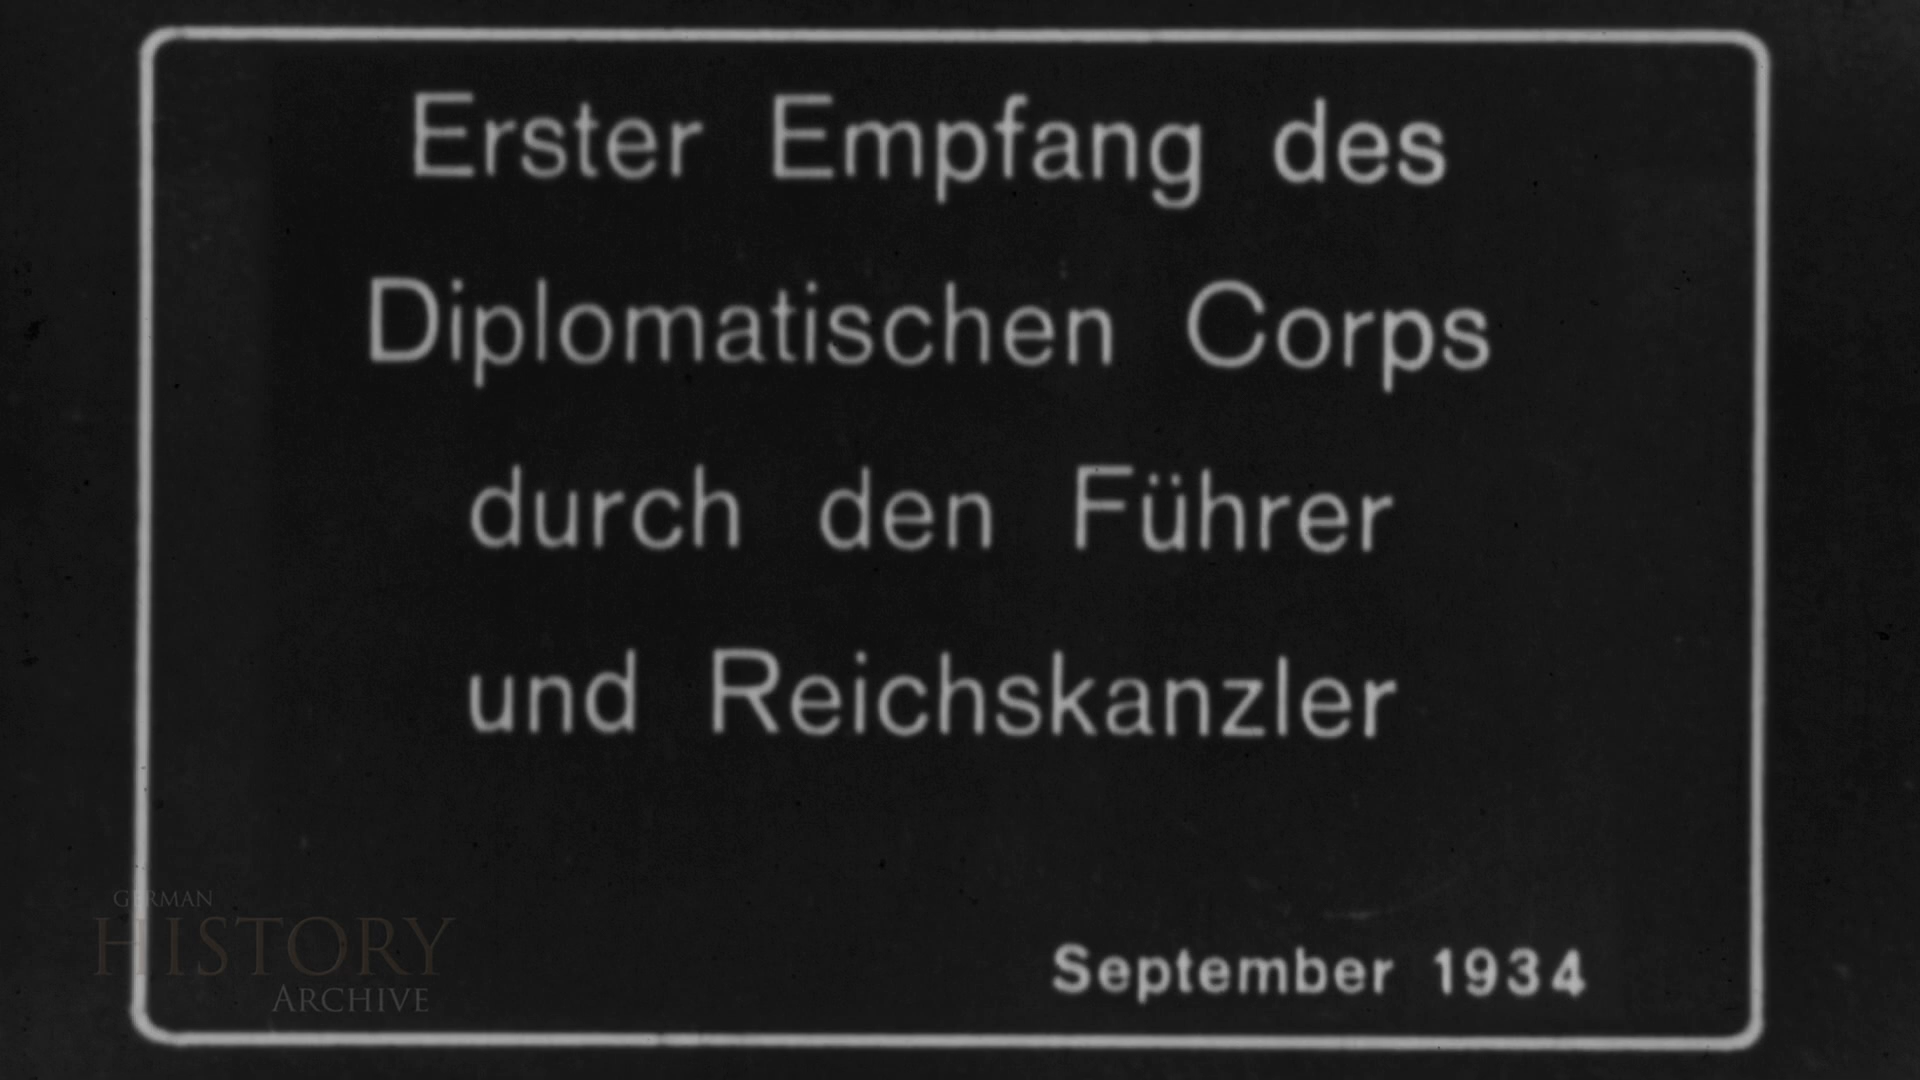 Erster Empfang des
Diplomatischen Corps
durch den Führer
und Reichskanzler
September 1934
GERMAN
HISTORY
ARCHIVE